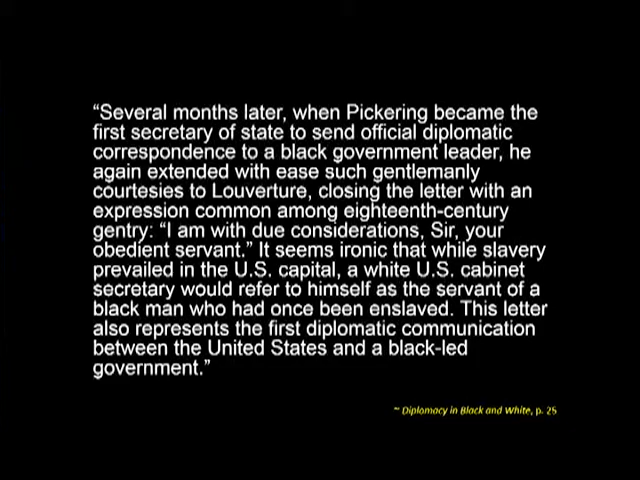 “Several months later, when Pickering became the
first secretary of state to send official diplomatic
correspondence to a black government leader, he
again extended with ease such gentlemanly
courtesies to Louverture, closing the letter with an
expression common among eighteenth-century
gentry: “I am with due considerations, Sir, your
obedient servant.” It seems ironic that while slavery
prevailed in the U.S. capital, a white U.S. cabinet
secretary would refer to himself as the servant of a
black man who had once been enslaved. This letter
also represents the first diplomatic communication
between the United States and a black-led
government.”
~ Diplomacy in Black and White, p. 25